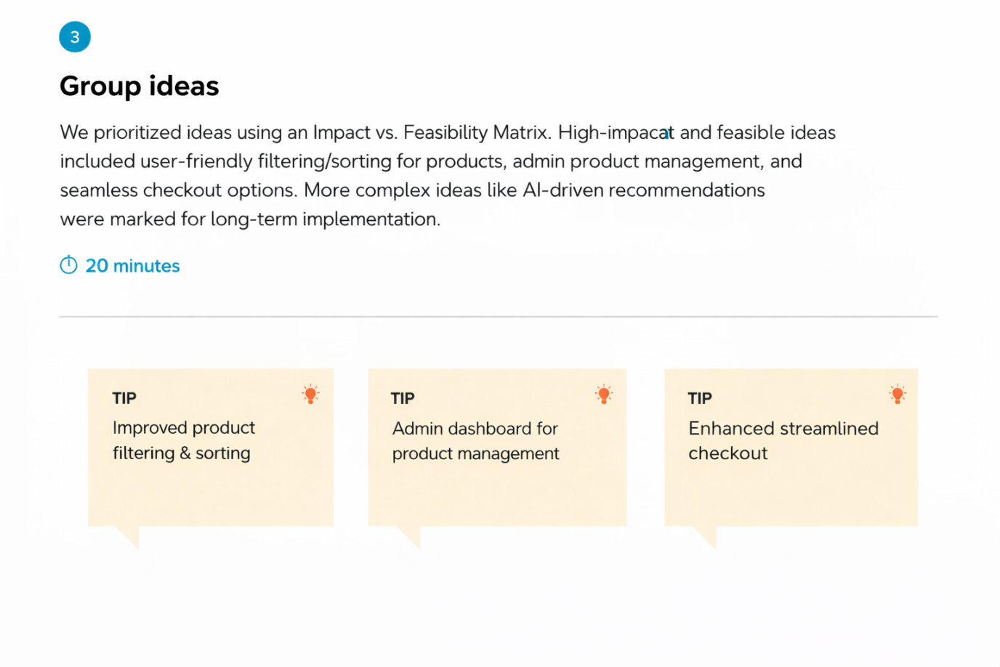 3
Group ideas
We prioritized ideas using an Impact vs. Feasibility Matrix. High-impacat and feasible ideas
included user-friendly filtering/sorting for products, admin product management, and
seamless checkout options. More complex ideas like AI-driven recommendations
were marked for long-term implementation.
20 minutes
TIP
Improved product
filtering & sorting
TIP
Admin dashboard for
product management
TIP
Enhanced streamlined
checkout